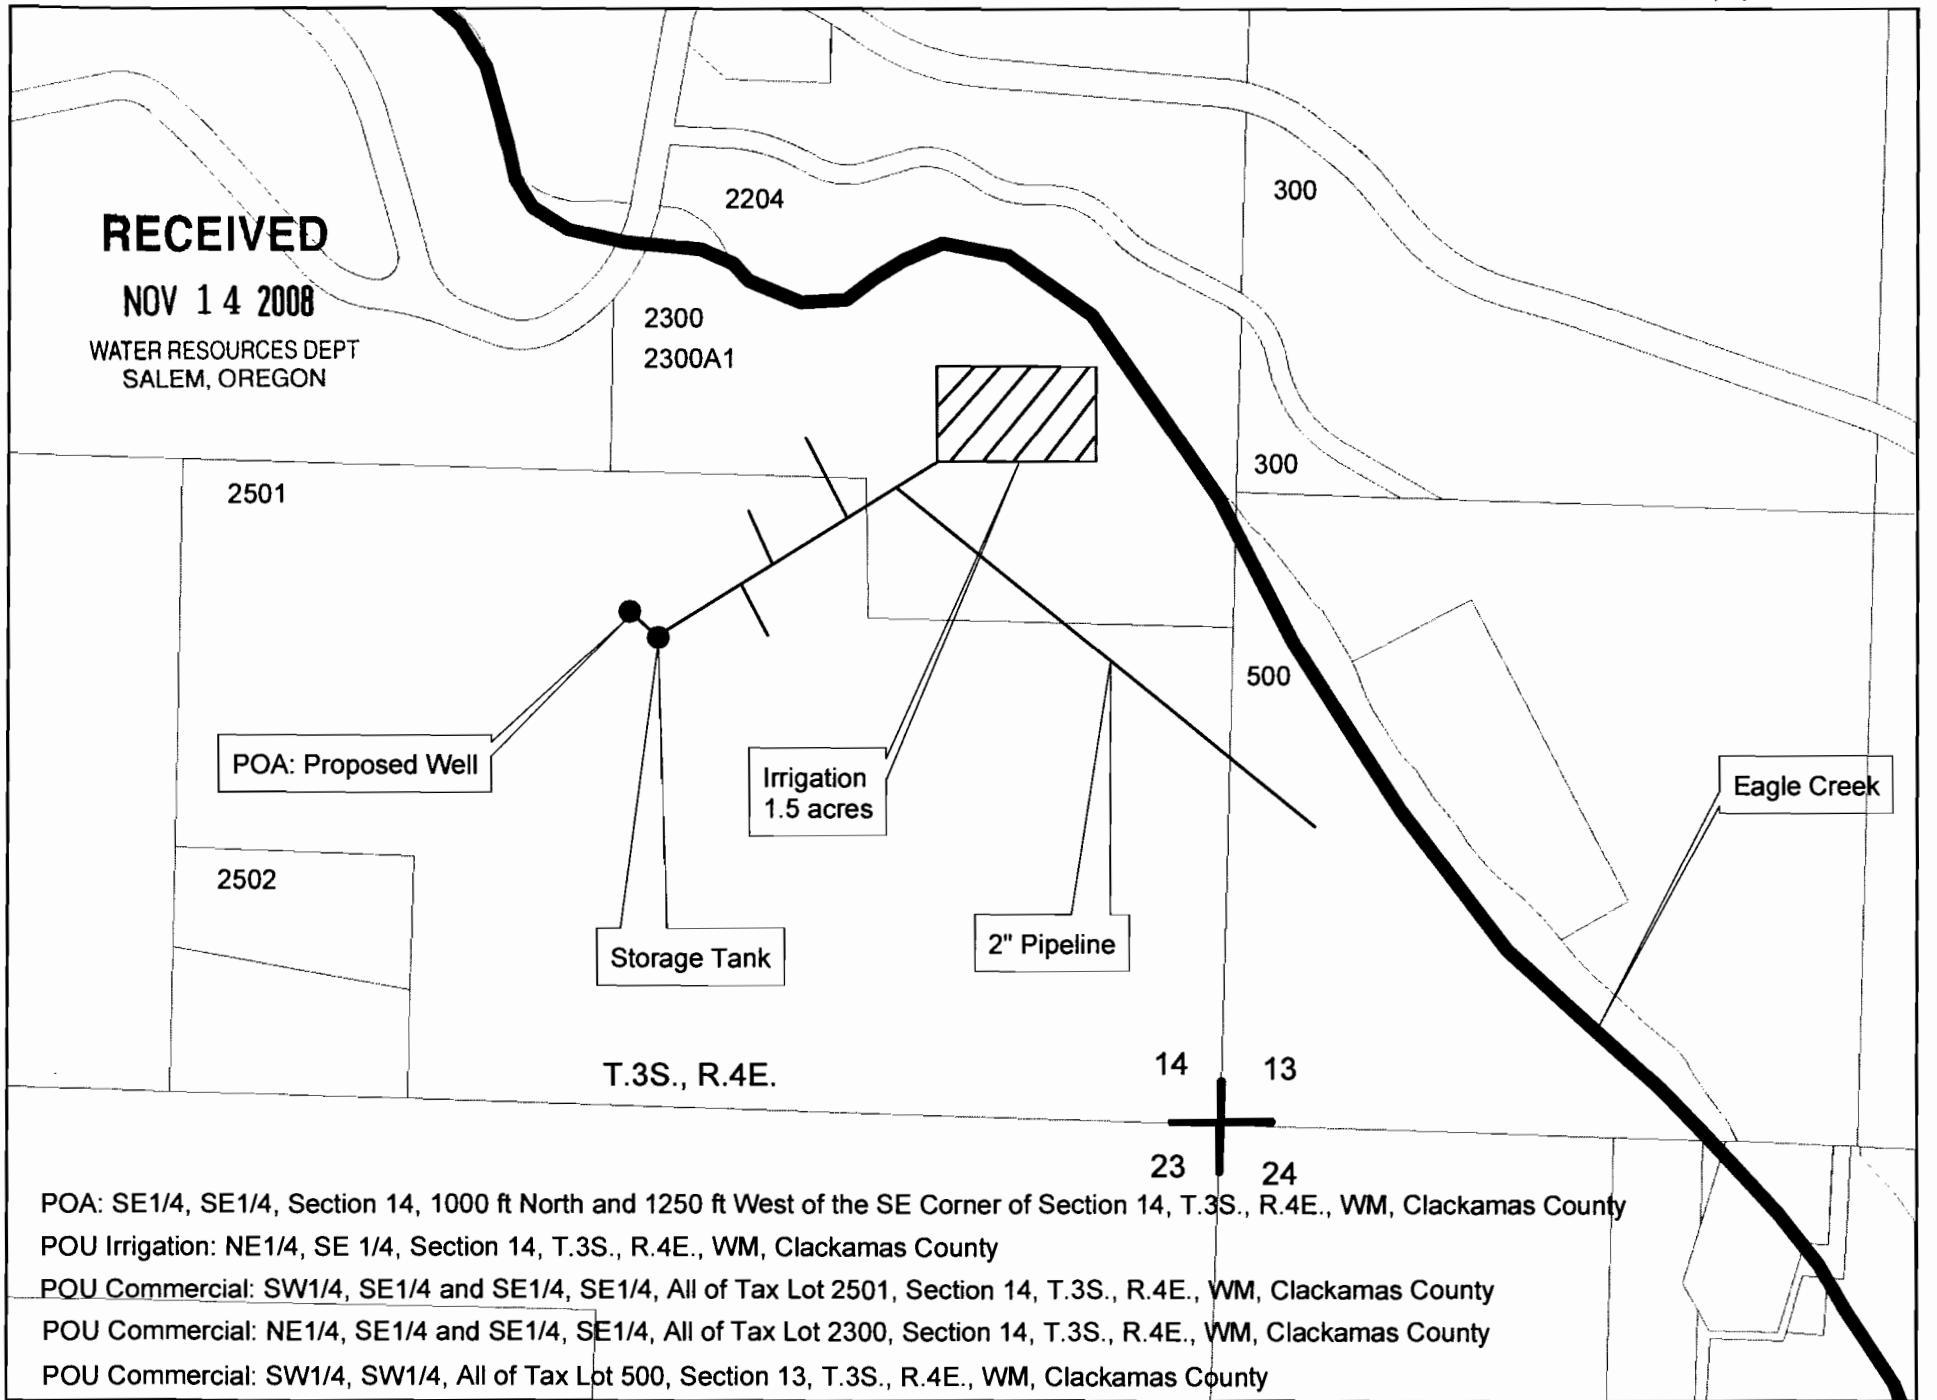 2204
300
RECEIVED
NOV 14 2008
WATER RESOURCES DEPT
SALEM, OREGON
2300
2300A1
300
2501
500
POA: Proposed Well
Irrigation
1.5 acres
Eagle Creek
2502
Storage Tank
2" Pipeline
T.3S., R.4E.
14
13
23
24
POA: SE1/4, SE1/4, Section 14, 1000 ft North and 1250 ft West of the SE Corner of Section 14, T.3S., R.4E., WM, Clackamas County
POU Irrigation: NE1/4, SE 1/4, Section 14, T.3S., R.4E., WM, Clackamas County
POU Commercial: SW1/4, SE1/4 and SE1/4, SE1/4, All of Tax Lot 2501, Section 14, T.3S., R.4E., WM, Clackamas County
POU Commercial: NE1/4, SE1/4 and SE1/4, SE1/4, All of Tax Lot 2300, Section 14, T.3S., R.4E., WM, Clackamas County
POU Commercial: SW1/4, SW1/4, All of Tax Lot 500, Section 13, T.3S., R.4E., WM, Clackamas County